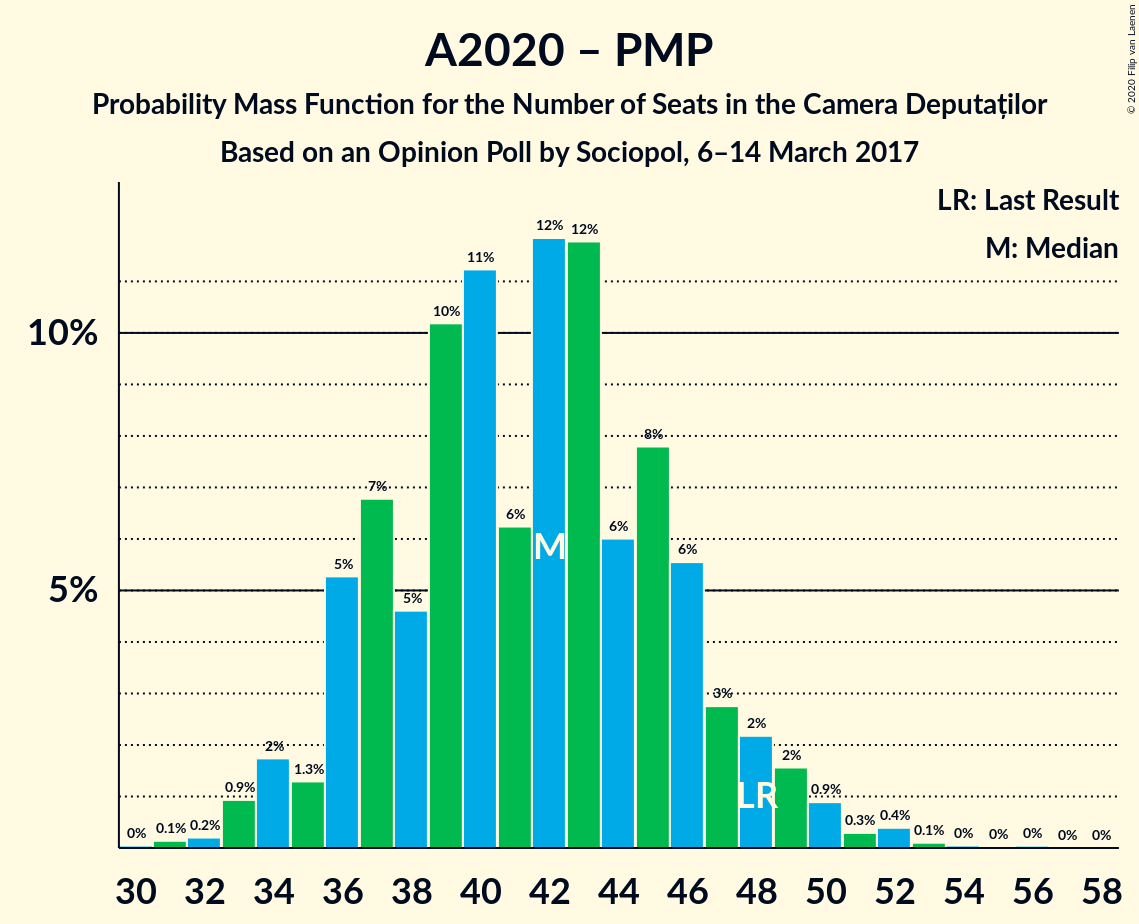 A2020 – PMP
Probability Mass Function for the Number of Seats in the Camera Deputaților
Based on an Opinion Poll by Sociopol, 6–14 March 2017
© 2020 Filip van Laenen
LR: Last Result
M: Median
10%
5%
0% 0.1% 0.2% 0.9% 2% 1.3% 5% 7% 5% 10% 11% 6% 12% 12% 6% 8% 6% 3% 2% 2% 0.9% 0.3% 0.4% 0.1% 0% 0% 0% 0% 0%
M
LR
30 32 34 36 38 40 42 44 46 48 50 52 54 56 58